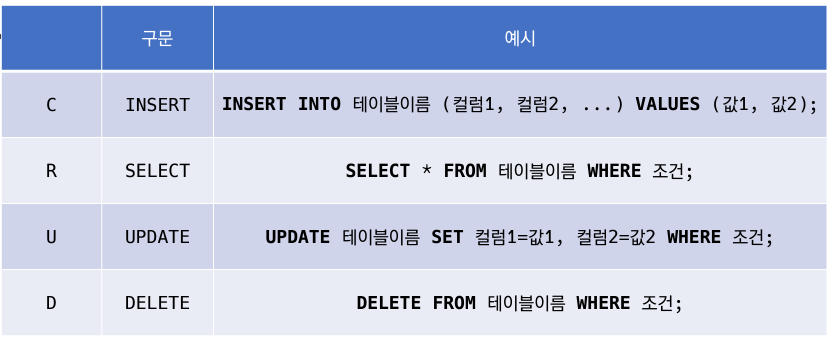 구문 예시
C INSERT INSERT INTO 테이블이름 (컬럼1, 컬럼2, ...) VALUES (값1, 값2);
R SELECT SELECT * FROM 테이블이름 WHERE 조건;
U UPDATE UPDATE 테이블이름 SET 컬럼1=값1, 컬럼2=값2 WHERE 조건;
D DELETE DELETE FROM 테이블이름 WHERE 조건;